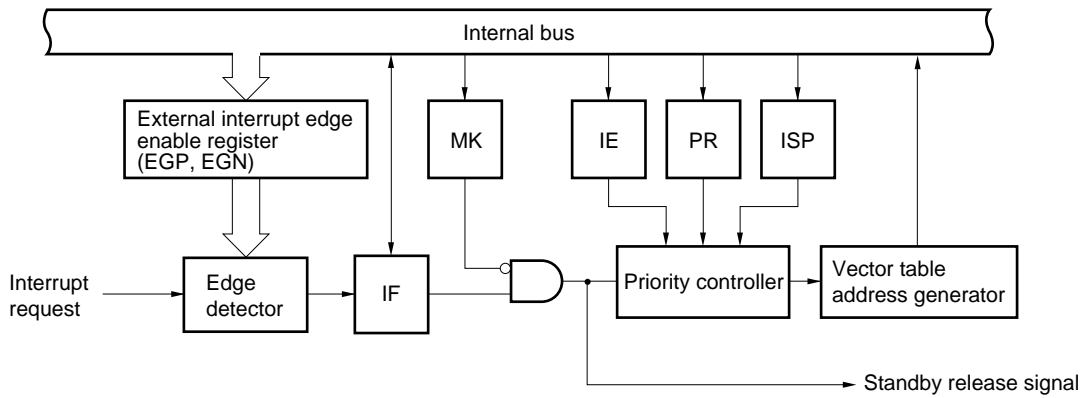 Internal bus
External interrupt edge
enable register
(EGP, EGN)
MK
IE
PR
ISP
Interrupt
request
Edge
detector
IF
Priority controller
Vector table
address generator
Standby release signal